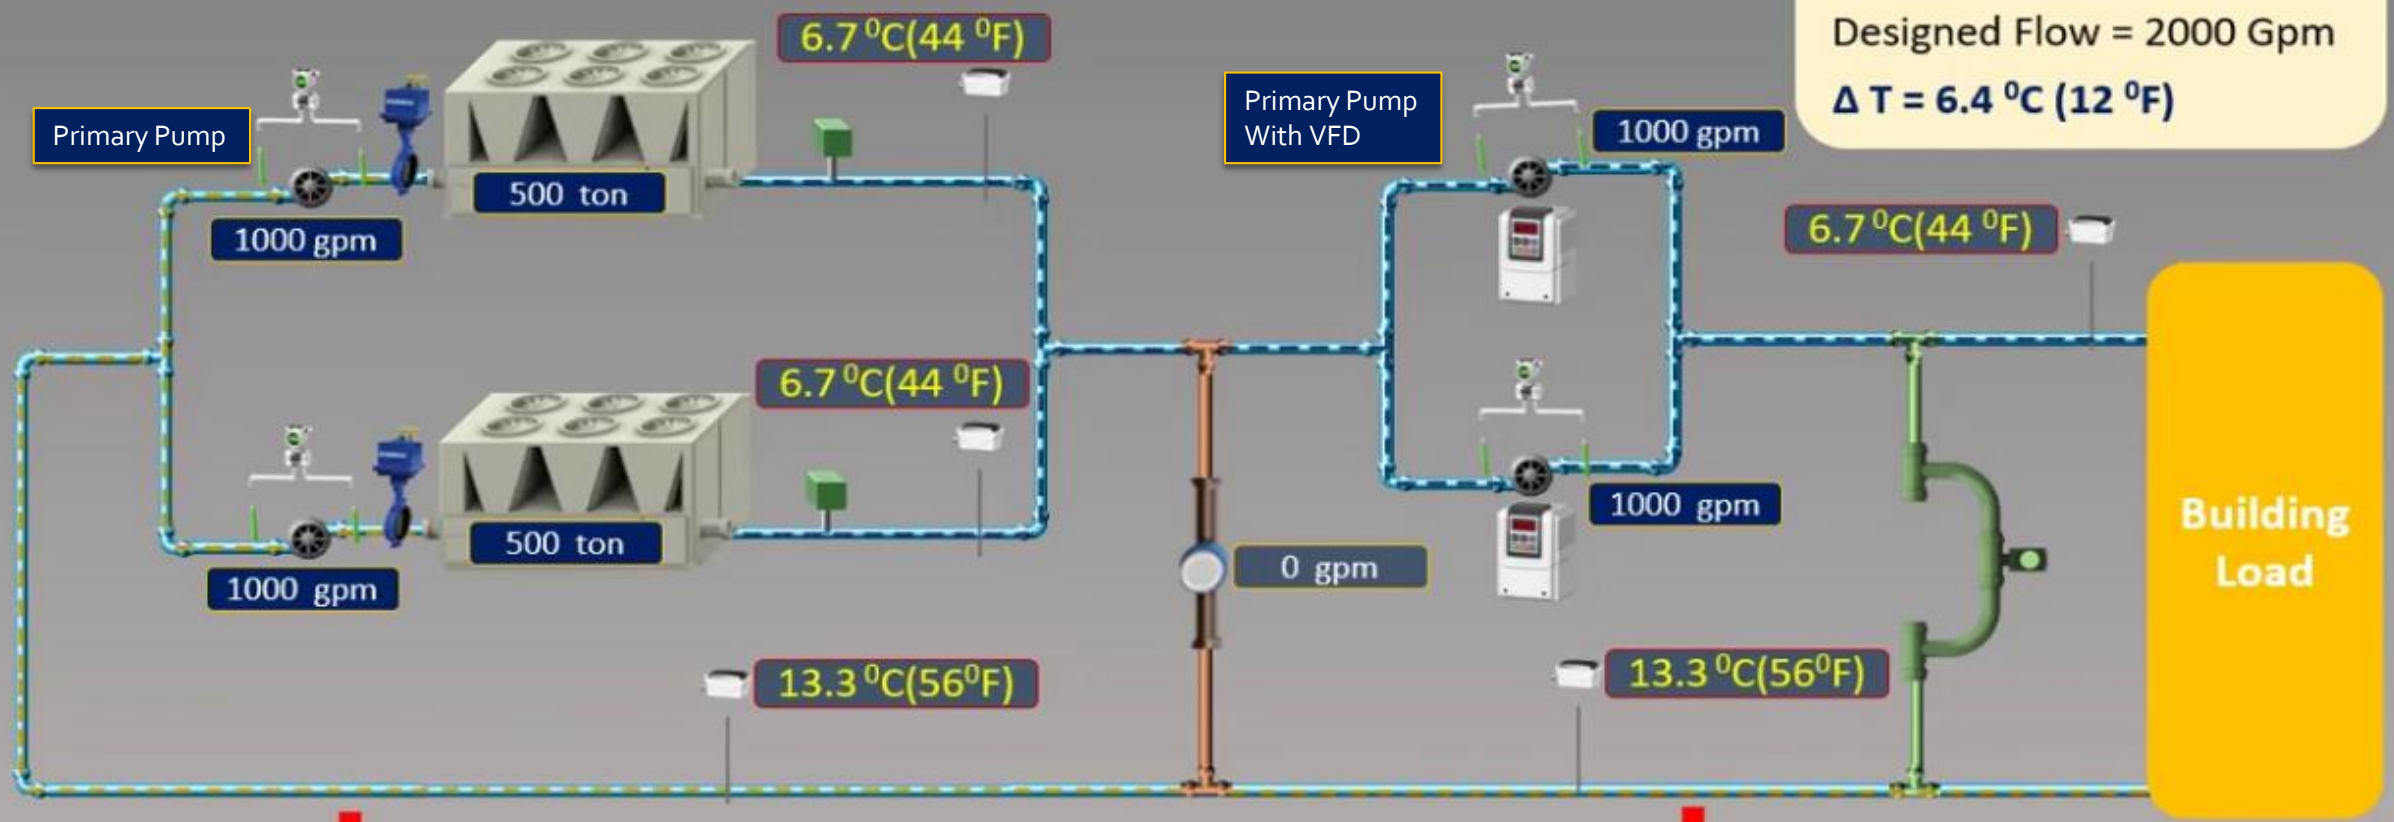 6.7 ⁰C(44 ⁰F)
Designed Flow = 2000 Gpm
Δ T = 6.4 ⁰C (12 ⁰F)
Primary Pump
500 ton
1000 gpm
Primary Pump
With VFD
1000 gpm
6.7 ⁰C(44 ⁰F)
6.7 ⁰C(44 ⁰F)
500 ton
1000 gpm
0 gpm
1000 gpm
Building
Load
13.3 ⁰C(56⁰F)
13.3 ⁰C(56⁰F)